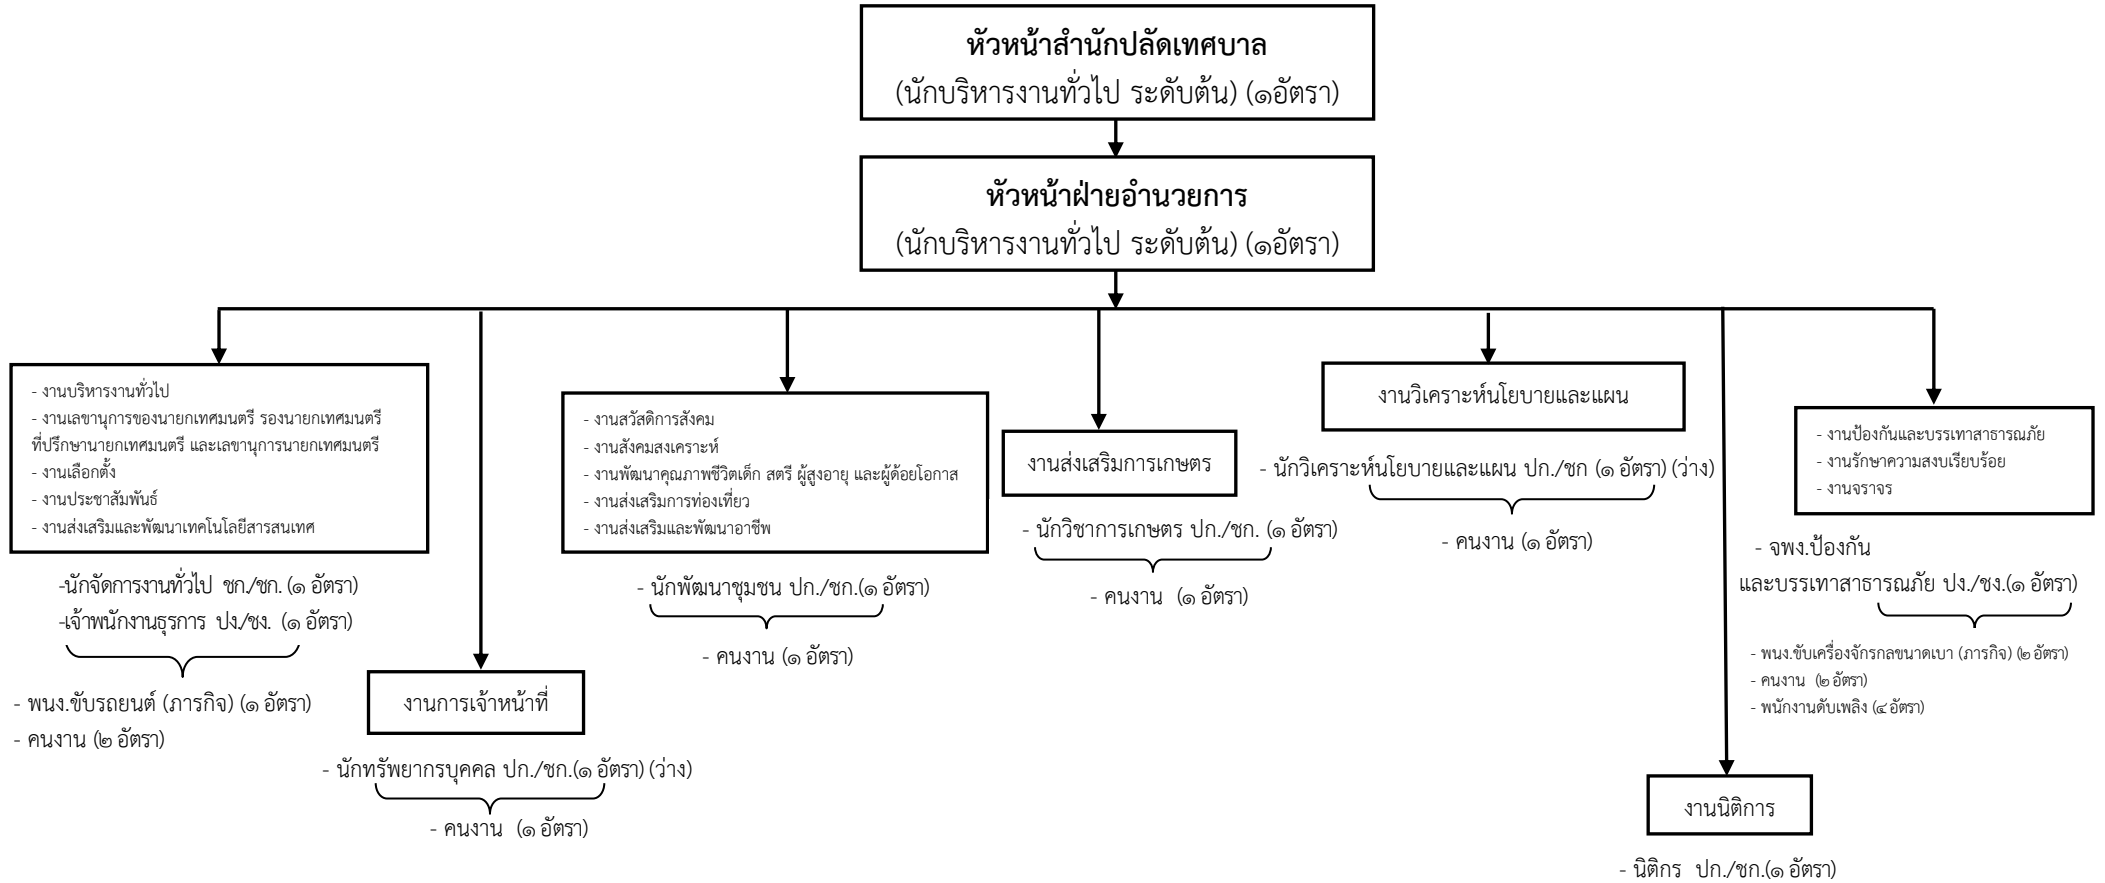 หัวหน้าสำนักปลัดเทศบาล
(นักบริหารงานทั่วไป ระดับต้น) (๑อัตรา)
หัวหน้าฝ่ายอำนวยการ
(นักบริหารงานทั่วไป ระดับต้น) (๑อัตรา)
- งานบริหารงานทั่วไป
- งานเลขานุการของนายกเทศมนตรี รองนายกเทศมนตรี
ที่ปรึกษานายกเทศมนตรี และเลขานุการนายกเทศมนตรี
- งานเลือกตั้ง
- งานประชาสัมพันธ์
- งานส่งเสริมและพัฒนาเทคโนโลยีสารสนเทศ
-นักจัดการงานทั่วไป ชก./ชก. (๑ อัตรา)
-เจ้าพนักงานธุรการ ปง./ชง. (๑ อัตรา)
- พนง.ขับรถยนต์ (ภารกิจ) (๑ อัตรา)
- คนงาน (๒ อัตรา)
งานการเจ้าหน้าที่
- นักทรัพยากรบุคคล ปก./ชก.(๑ อัตรา) (ว่าง)
- คนงาน (๑ อัตรา)
- งานสวัสดิการสังคม
- งานสังคมสงเคราะห์
- งานพัฒนาคุณภาพชีวิตเด็ก สตรี ผู้สูงอายุ และผู้ด้อยโอกาส
- งานส่งเสริมการท่องเที่ยว
- งานส่งเสริมและพัฒนาอาชีพ
- นักพัฒนาชุมชน ปก./ชก.(๑ อัตรา)
- คนงาน (๑ อัตรา)
งานส่งเสริมการเกษตร
- นักวิชาการเกษตร ปก./ชก. (๑ อัตรา)
- คนงาน (๑ อัตรา)
งานวิเคราะห์นโยบายและแผน
- นักวิเคราะห์นโยบายและแผน ปก./ชก (๑ อัตรา) (ว่าง)
- คนงาน (๑ อัตรา)
งานนิติการ
- นิติกร ปก./ชก.(๑ อัตรา)
- งานป้องกันและบรรเทาสาธารณภัย
- งานรักษาความสงบเรียบร้อย
- งานจราจร
- จพง.ป้องกัน
และบรรเทาสาธารณภัย ปง./ชง.(๑ อัตรา)
- พนง.ขับเครื่องจักรกลขนาดเบา (ภารกิจ) (๒ อัตรา)
- คนงาน (๒ อัตรา)
- พนักงานดับเพลิง (๔ อัตรา)